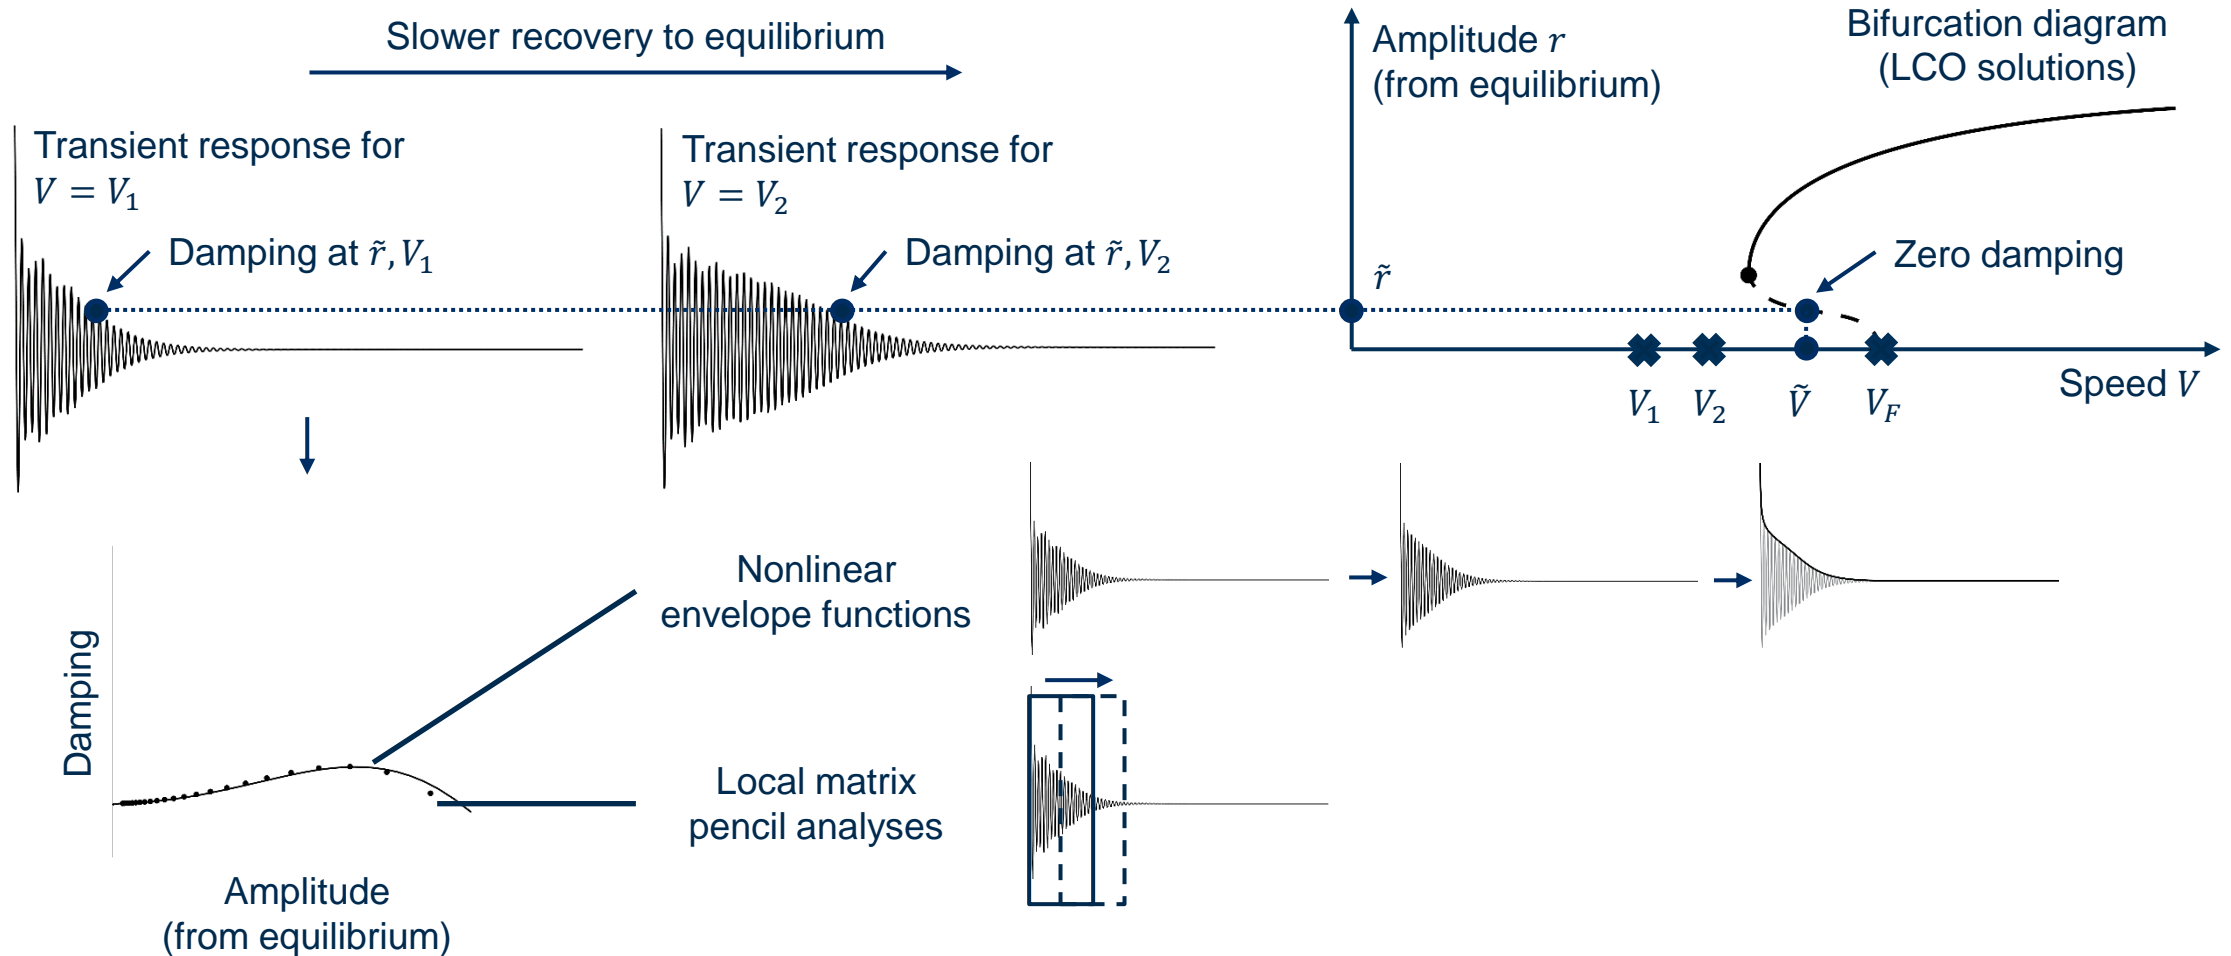 Slower recovery to equilibrium
Transient response for
V = V₁
Damping at r̃, V₁
Transient response for
V = V₂
Damping at r̃, V₂
Amplitude r
(from equilibrium)
Bifurcation diagram
(LCO solutions)
r̃
Zero damping
V₁
V₂
Ṽ
V_F
Speed V
Damping
Amplitude
(from equilibrium)
Nonlinear
envelope functions
Local matrix
pencil analyses